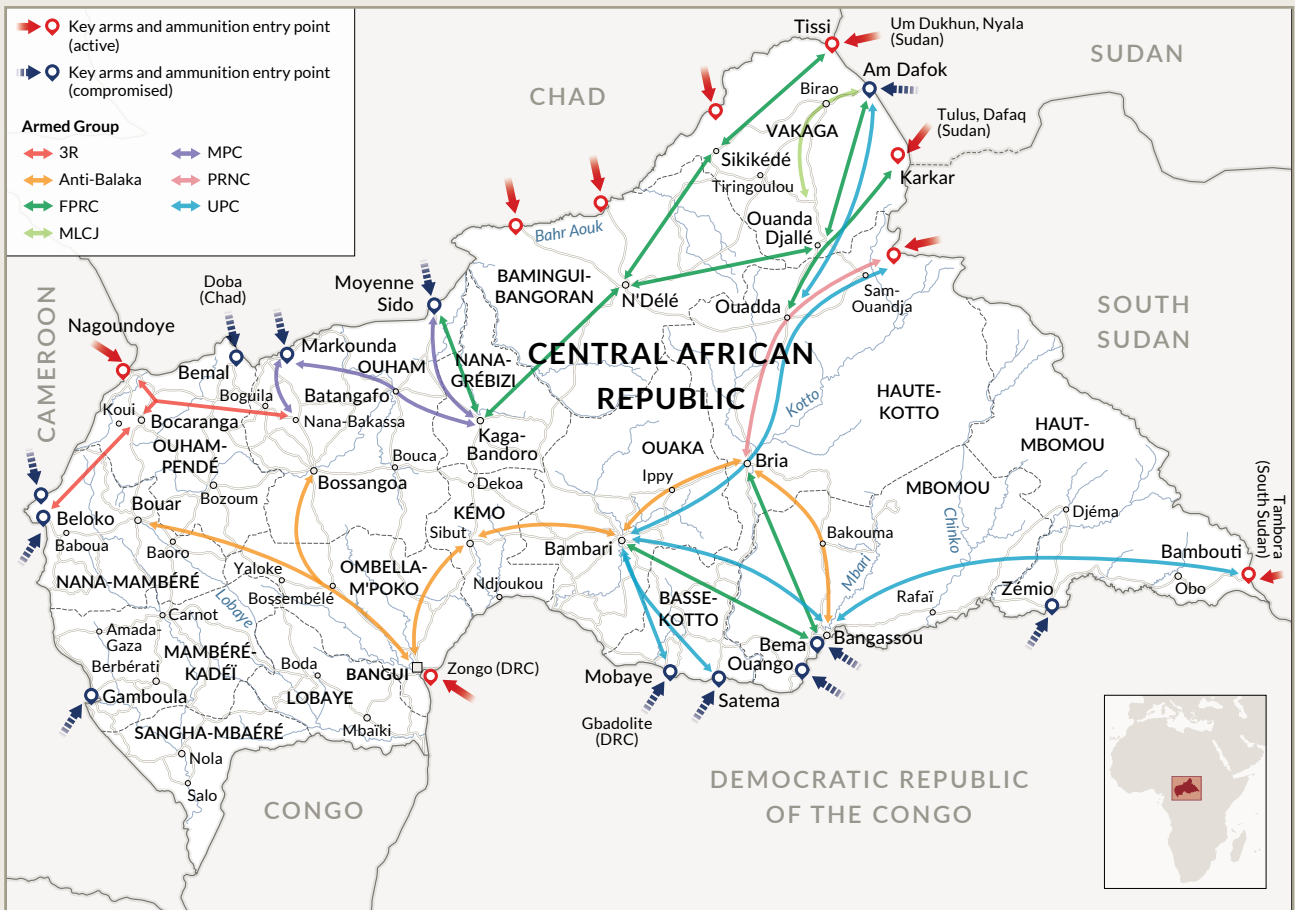 Key arms and ammunition entry point
(active)
Key arms and ammunition entry point
(compromised)
Armed Group
3R
Anti-Balaka
FPRC
MLCJ
MPC
PRNC
UPC
CHAD
SUDAN
SOUTH
SUDAN
CAMEROON
CONGO
DEMOCRATIC REPUBLIC
OF THE CONGO
CENTRAL AFRICAN
REPUBLIC
Tissi
Um Dukhun, Nyala
(Sudan)
Am Dafok
Birao
VAKAGA
Tulus, Dafaq
(Sudan)
Sikikédé
Tiringoulou
Karkar
Ouanda
Djallé
Bahr Aouk
BAMINGUI-
BANGORAN
N'Délé
Ouadda
Sam-
Ouandja
Moyenne
Sido
Doba
(Chad)
Nagoundoye
Bemal
Markounda
OUHAM
NANA-
GRÉBIZI
Boguila
Batangafo
Koui
Bocaranga
Nana-Bakassa
Kaga-
Bandoro
Kotto
HAUTE-
KOTTO
HAUT-
MBOMOU
OUHAM-
PENDÉ
Bouca
Bossangoa
OUAKA
Ippy
Bria
Dekoa
Bozoum
MBOMOU
Djéma
Tambora
(South Sudan)
Beloko
Bouar
KÉMO
Sibut
Baboua
Baoro
Bambari
Bakouma
Chinko
Mbari
Bambouti
Obo
Yaloke
OMBELLA-
M'POKO
NANA-MAMBÉRÉ
Bossembélé
Lobaye
Ndjoukou
BASSE-
KOTTO
Rafaï
Zémio
Carnot
Amada-
Gaza
MAMBÉRÉ-
KADÉÏ
Berbérati
Boda
BANGUI
Zongo (DRC)
Bema
Bangassou
Ouango
Mobaye
Satema
Gamboula
LOBAYE
Gbadolite
(DRC)
Mbaïki
SANGHA-MBAÉRÉ
Nola
Salo